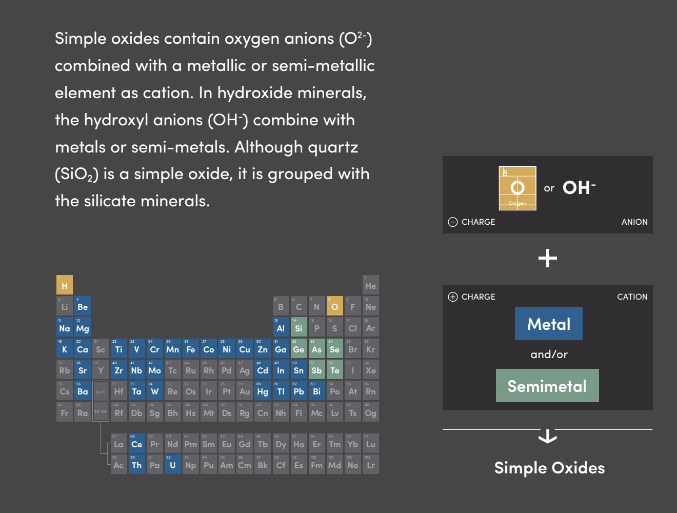 Simple oxides contain oxygen anions (O²⁻)
combined with a metallic or semi-metallic
element as cation. In hydroxide minerals,
the hydroxyl anions (OH⁻) combine with
metals or semi-metals. Although quartz
(SiO₂) is a simple oxide, it is grouped with
the silicate minerals.
8
O
Oxygen
or OH⁻
CHARGE ANION
+
CHARGE CATION
Metal
and/or
Semimetal
Simple Oxides
H He
Li Be B C N O F Ne
Na Mg Al Si P S Cl Ar
K Ca Sc Ti V Cr Mn Fe Co Ni Cu Zn Ga Ge As Se Br Kr
Rb Sr Y Zr Nb Mo Tc Ru Rh Pd Ag Cd In Sn Sb Te I Xe
Cs Ba Hf Ta W Re Os Ir Pt Au Hg Tl Pb Bi Po At Rn
Fr Ra Rf Db Sg Bh Hs Mt Ds Rg Cn Nh Fl Mc Lv Ts Og
La Ce Pr Nd Pm Sm Eu Gd Tb Dy Ho Er Tm Yb Lu
Ac Th Pa U Np Pu Am Cm Bk Cf Es Fm Md No Lr